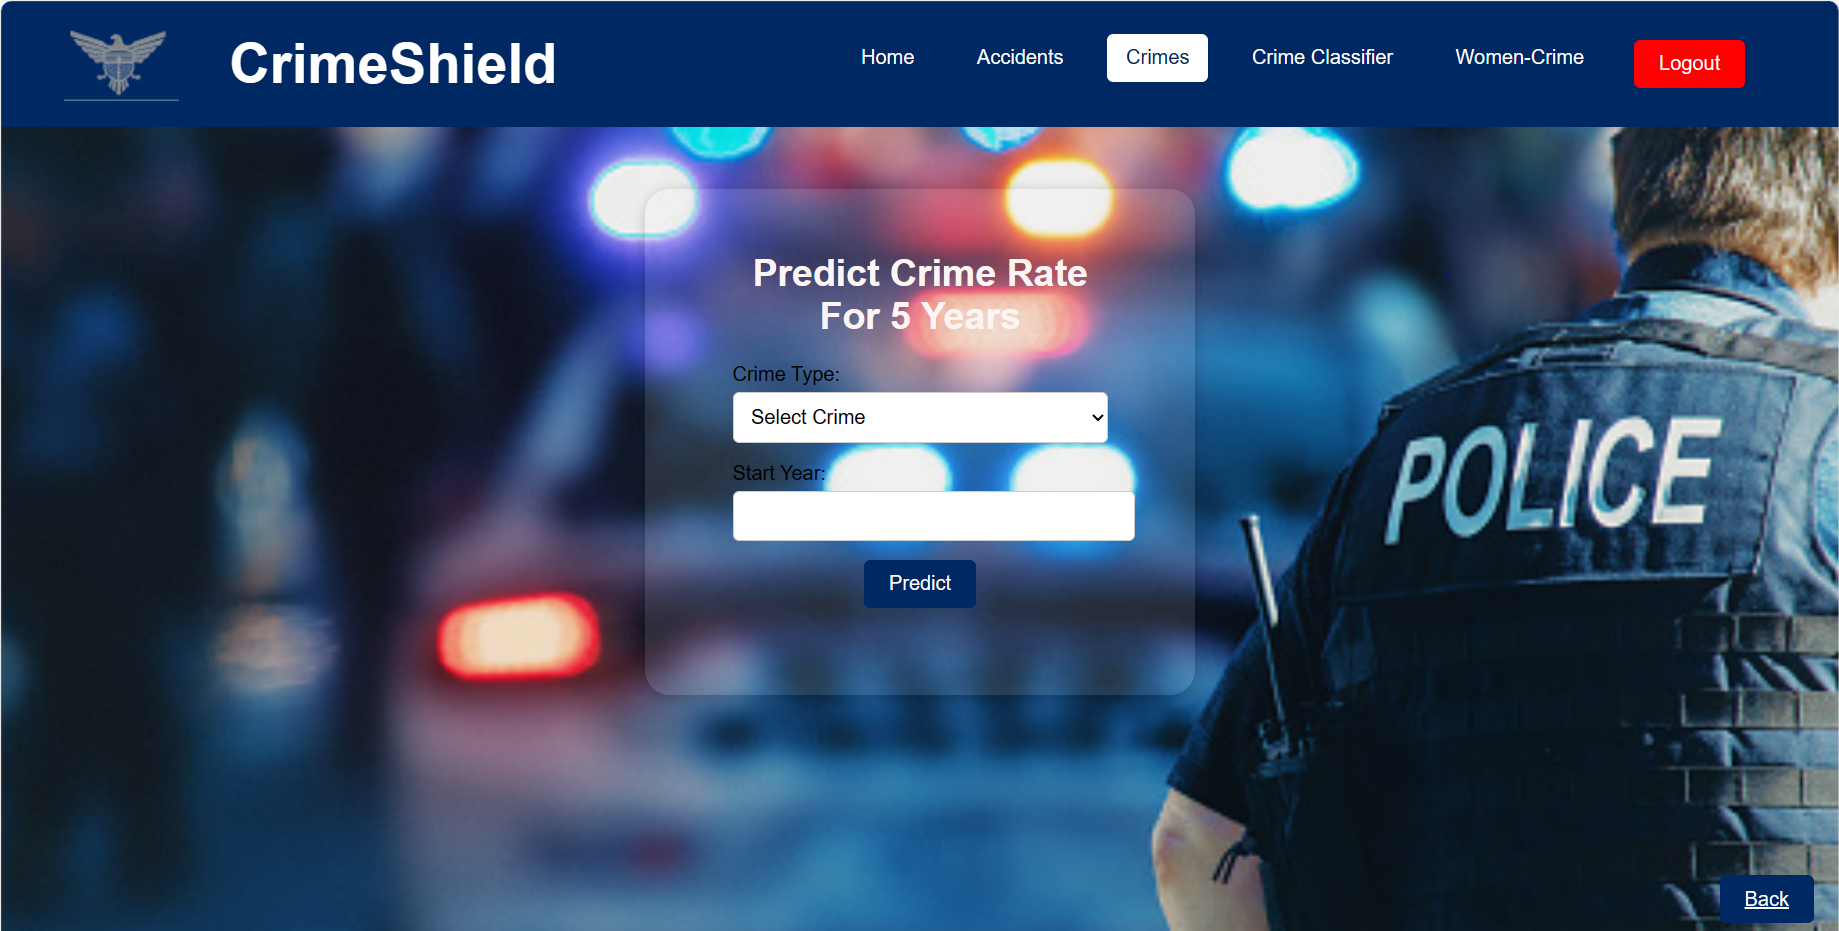 CrimeShield
Home
Accidents
Crimes
Crime Classifier
Women-Crime
Logout
Predict Crime Rate
For 5 Years
Crime Type:
Select Crime
Start Year:
Predict
POLICE
Back